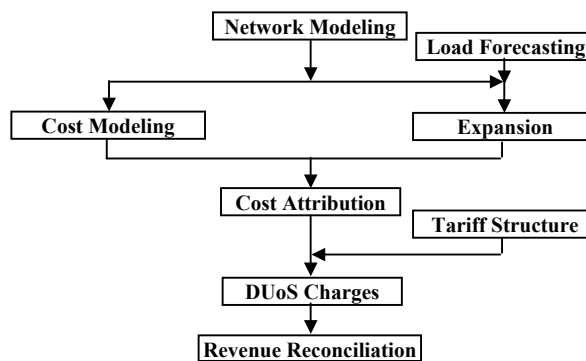 Network Modeling
Load Forecasting
Cost Modeling
Expansion
Cost Attribution
Tariff Structure
DUoS Charges
Revenue Reconciliation